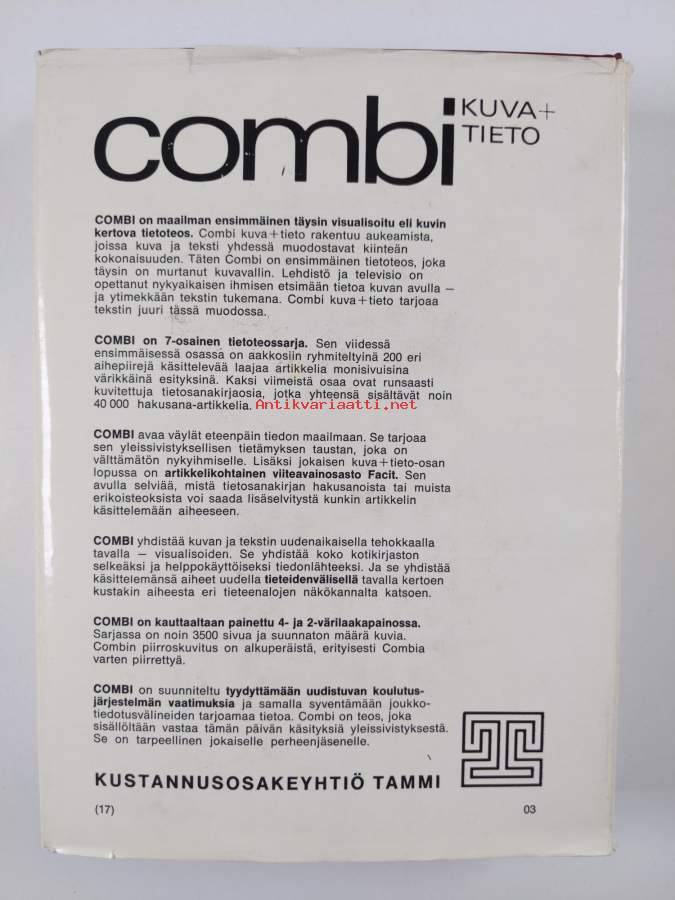 combi KUVA+
TIETO
COMBI on maailman ensimmäinen täysin visualisoitu eli kuvin
kertova tietoteos. Combi kuva+tieto rakentuu aukeamista,
joissa kuva ja teksti yhdessä muodostavat kiinteän
kokonaisuuden. Täten Combi on ensimmäinen tietoteos, joka
täysin on murtanut kuvavallin. Lehdistö ja televisio on
opettanut nykyaikaisen ihmisen etsimään tietoa kuvan avulla —
ja ytimekkään tekstin tukemana. Combi kuva+tieto tarjoaa
tekstin juuri tässä muodossa.
COMBI on 7-osainen tietoteossarja. Sen viidessä
ensimmäisessä osassa on aakkosiin ryhmiteltyinä 200 eri
aihepiirejä käsittelevää laajaa artikkelia monisivuisina
värikkäinä esityksinä. Kaksi viimeistä osaa ovat runsaasti
kuvitettuja tietosanakirjaosia, jotka yhteensä sisältävät noin
40 000 hakusana-artikkelia.
Antikvariaatti.net
COMBI avaa väylät eteenpäin tiedon maailmaan. Se tarjoaa
sen yleissivistyksellisen tietämyksen taustan, joka on
välttämätön nykyihmiselle. Lisäksi jokaisen kuva+tieto-osan
lopussa on artikkelikohtainen viiteavainosasto Facit. Sen
avulla selviää, mistä tietosanakirjan hakusanoista tai muista
erikoisteoksista voi saada lisäselvitystä kunkin artikkelin
käsittelemään aiheeseen.
COMBI yhdistää kuvan ja tekstin uudenaikaisella tehokkaalla
tavalla — visualisoiden. Se yhdistää koko kotikirjaston
selkeäksi ja helppokäyttöiseksi tiedonlähteeksi. Ja se yhdistää
käsittelemänsä aiheet uudella tieteidenvälisellä tavalla kertoen
kustakin aiheesta eri tieteenalojen näkökannalta katsoen.
COMBI on kauttaaltaan painettu 4- ja 2-värilaakapainossa.
Sarjassa on noin 3500 sivua ja suunnaton määrä kuvia.
Combin piirroskuvitus on alkuperäistä, erityisesti Combia
varten piirrettyä.
COMBI on suunniteltu tyydyttämään uudistuvan koulutus-
järjestelmän vaatimuksia ja samalla syventämään joukko-
tiedotusvälineiden tarjoamaa tietoa. Combi on teos, joka
sisällöltään vastaa tämän päivän käsityksiä yleissivistyksestä.
Se on tarpeellinen jokaiselle perheenjäsenelle.
KUSTANNUSOSAKEYHTIÖ TAMMI
(17) 03